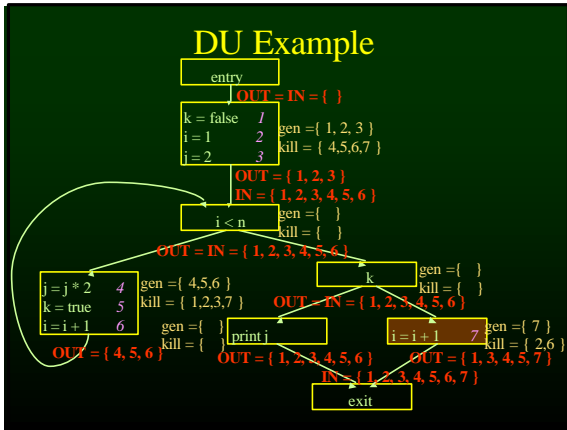 DU Example
entry
OUT = IN = { }
k = false 1
i = 1 2
j = 2 3
gen ={ 1, 2, 3 }
kill = { 4,5,6,7 }
OUT = { 1, 2, 3 }
IN = { 1, 2, 3, 4, 5, 6 }
i < n
gen ={ }
kill = { }
OUT = IN = { 1, 2, 3, 4, 5, 6 }
k
gen ={ }
kill = { }
j = j * 2 4
k = true 5
i = i + 1 6
gen ={ 4,5,6 }
kill = { 1,2,3,7 }
OUT = { 4, 5, 6 }
OUT = IN = { 1, 2, 3, 4, 5, 6 }
gen ={ }
kill = { }
print j
i = i + 1 7
gen ={ 7 }
kill = { 2,6 }
OUT = { 1, 2, 3, 4, 5, 6 }
OUT = { 1, 3, 4, 5, 7 }
IN = { 1, 2, 3, 4, 5, 6, 7 }
exit